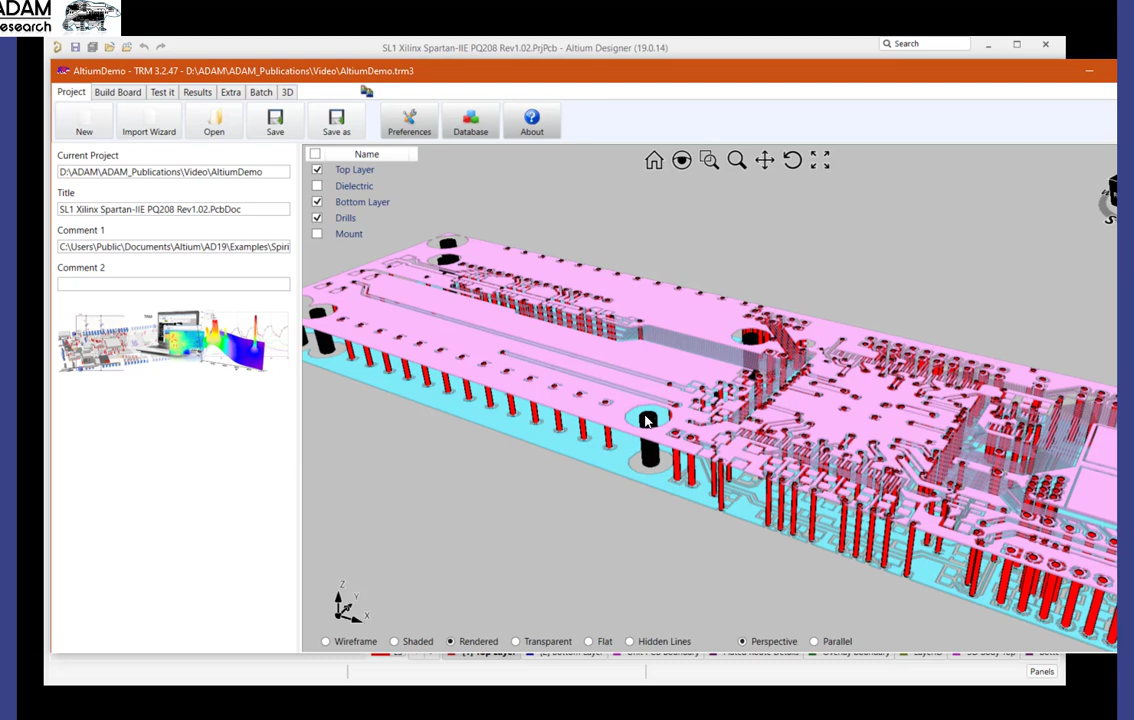 ADAM
esearch
SL1 Xilinx Spartan-IIE PQ208 Rev1.02.PrjPcb - Altium Designer (19.0.14)
Search
AltiumDemo - TRM 3.2.47 - D:\ADAM\ADAM_Publications\Video\AltiumDemo.trm3
Project Build Board Test it Results Extra Batch 3D
New Import Wizard Open Save Save as Preferences Database About
Current Project
D:\ADAM\ADAM_Publications\Video\AltiumDemo
Title
SL1 Xilinx Spartan-IIE PQ208 Rev1.02.PcbDoc
Comment 1
C:\Users\Public\Documents\Altium\AD19\Examples\Spiri
Comment 2
Name
Top Layer
Dielectric
Bottom Layer
Drills
Mount
Z
Y
X
Wireframe Shaded Rendered Transparent Flat Hidden Lines Perspective Parallel
Panels